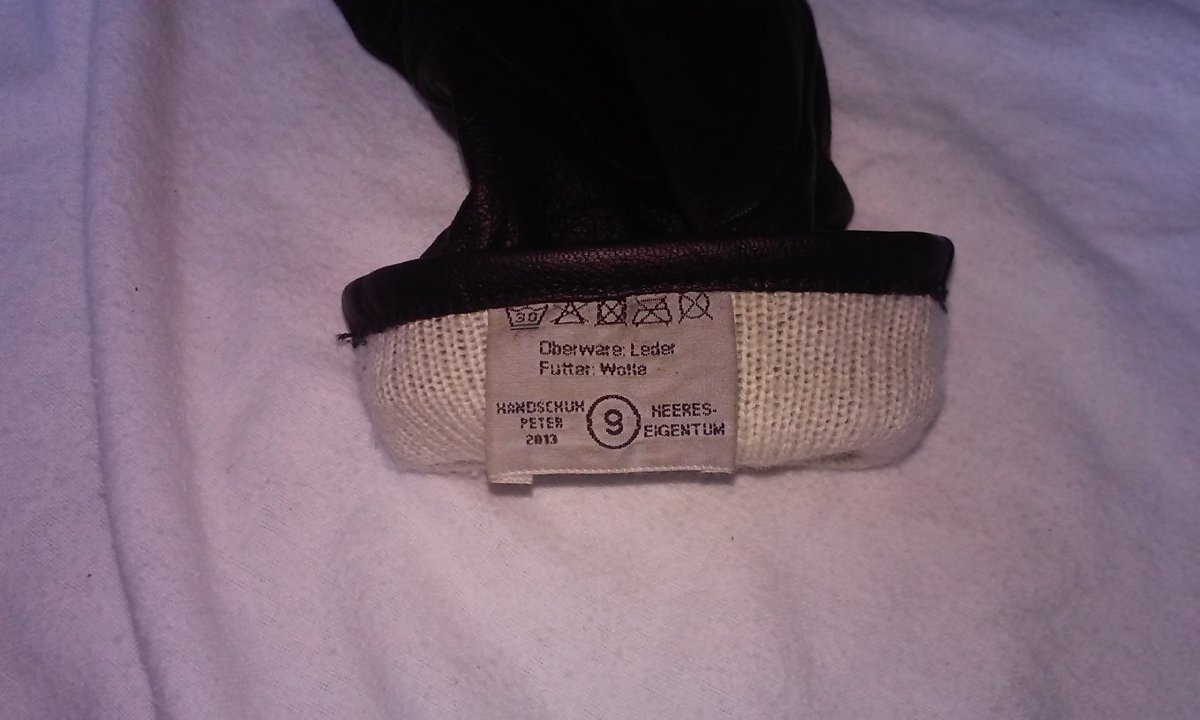 30
Oberware: Leder
Futter: Wolle
HANDSCHUH
PETER
2013
9
HEERES-
EIGENTUM